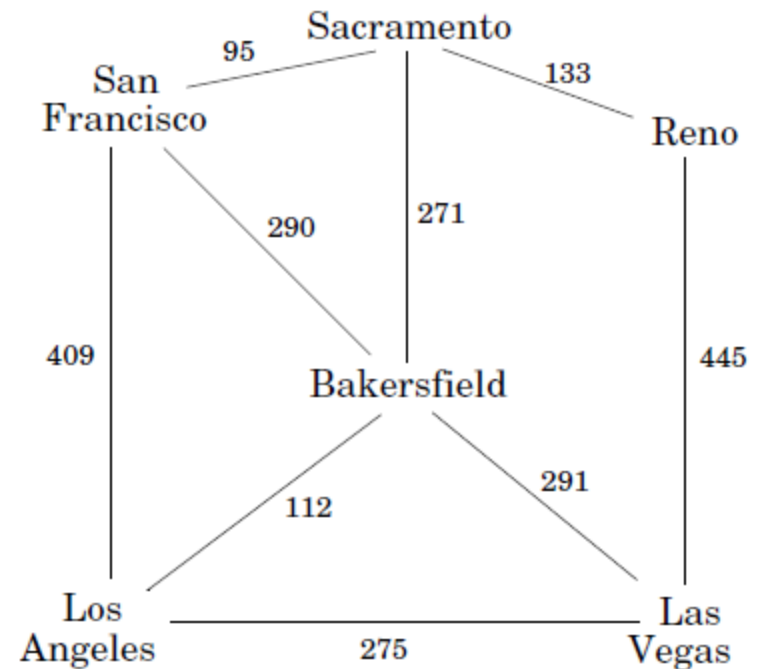 Sacramento
95
133
San
Francisco
Reno
290
271
409
445
Bakersfield
291
112
Los
Angeles
Las
Vegas
275